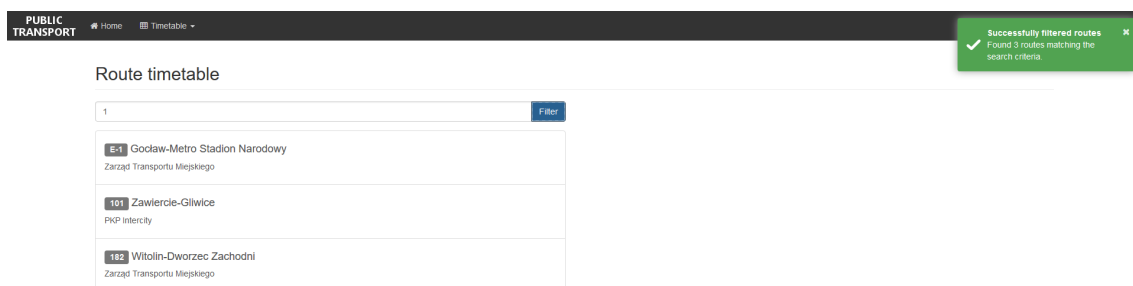 PUBLIC
TRANSPORT
Home
Timetable
Successfully filtered routes
Found 3 routes matching the
search criteria.
Route timetable
1
Filter
E-1 Gocław-Metro Stadion Narodowy
Zarząd Transportu Miejskiego
101 Zawiercie-Gliwice
PKP Intercity
182 Witolin-Dworzec Zachodni
Zarząd Transportu Miejskiego